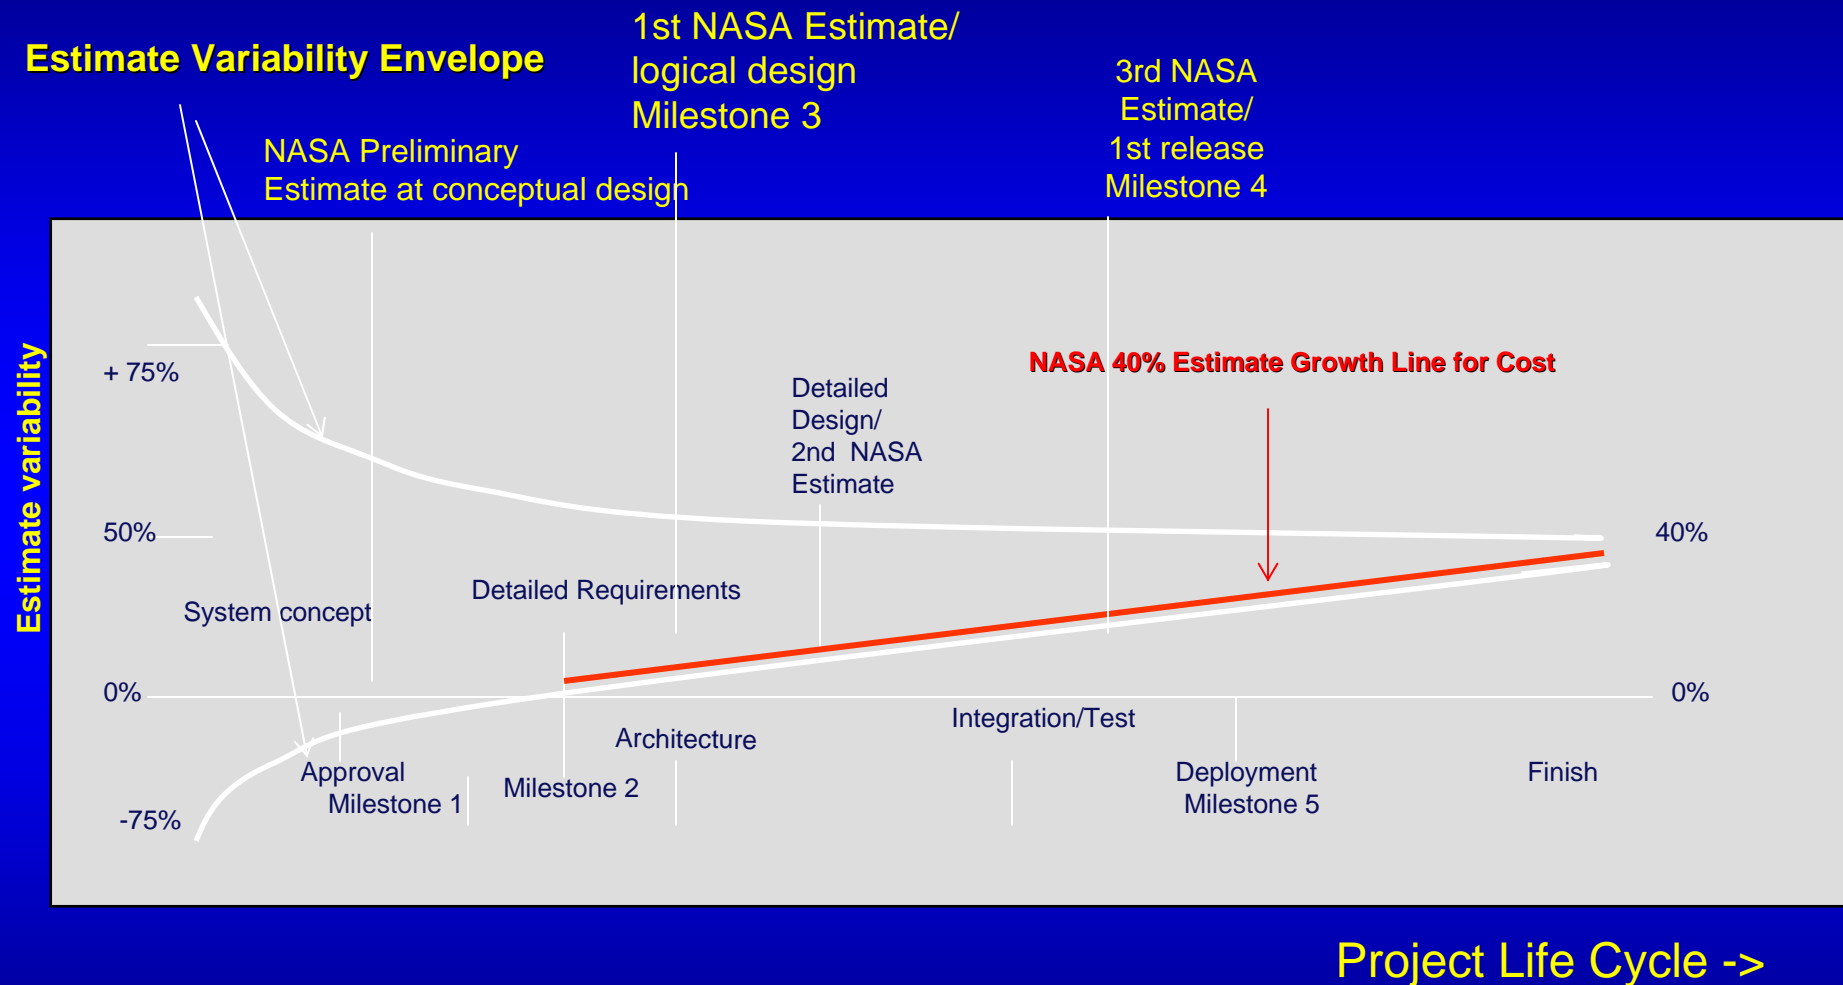 Estimate Variability Envelope
1st NASA Estimate/
logical design
Milestone 3
3rd NASA
Estimate/
1st release
Milestone 4
NASA Preliminary
Estimate at conceptual design
Estimate variability
+ 75%
50%
0%
-75%
NASA 40% Estimate Growth Line for Cost
Detailed
Design/
2nd  NASA
Estimate
40%
0%
System concept
Detailed Requirements
Architecture
Integration/Test
Approval
Milestone 1
Milestone 2
Deployment
Milestone 5
Finish
Project Life Cycle ->